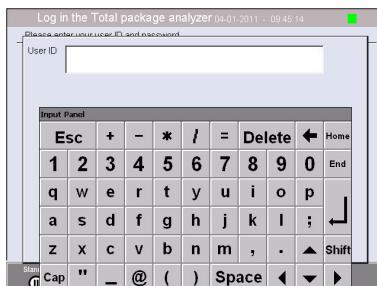 Log in the Total package analyzer 04-01-2011 - 09:45:14
Please enter your user ID and password
User ID
Input Panel
Esc + - * / = Delete ← Home
1 2 3 4 5 6 7 8 9 0 End
q w e r t y u i o p
a s d f g h j k l ; ↵
z x c v b n m , . ▲ Shift
Cap " _ @ ( ) Space ◀ ▼ ▶